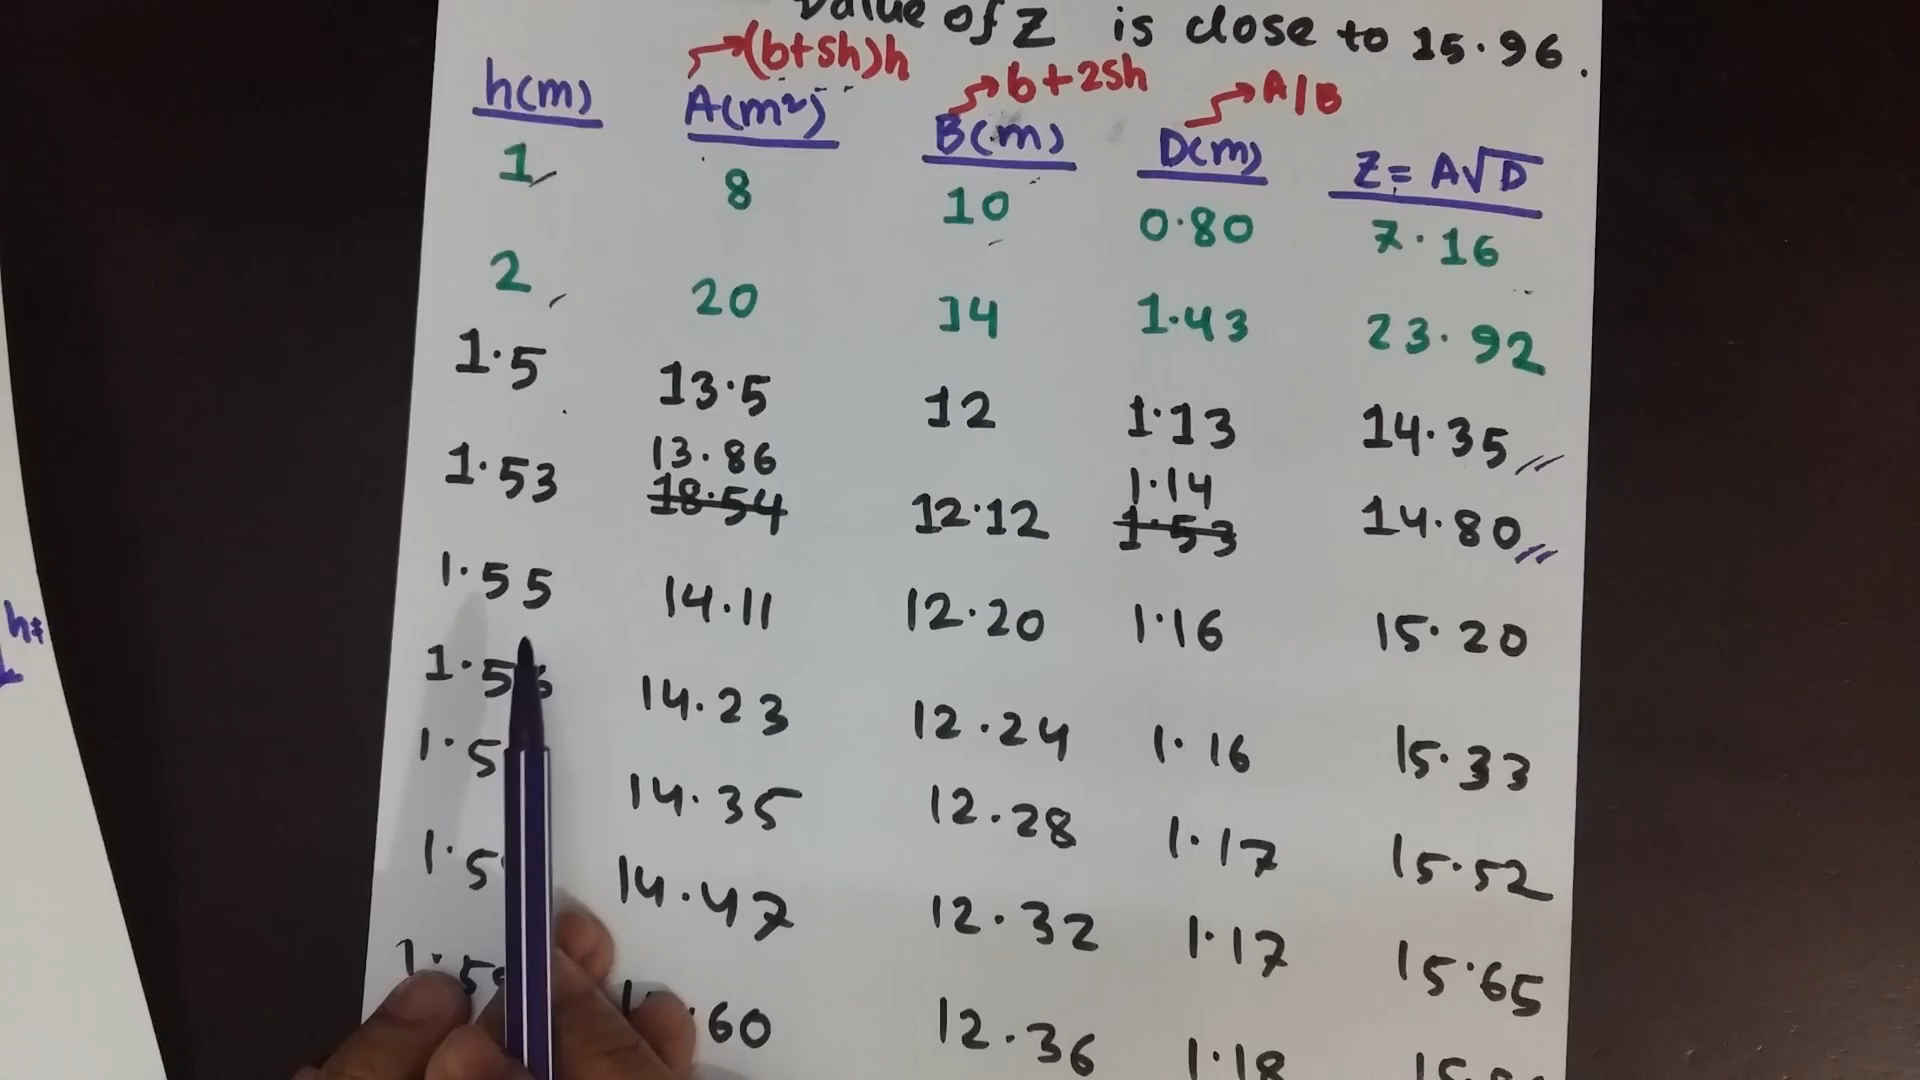 value of Z is close to 15.96.
→(b+sh)h
→b+2sh
→A/B
h(m) A(m²) B(m) D(m) Z= A√D
1 8 10 0.80 7.16
2 20 14 1.43 23.92
1.5 13.5 12 1.13 14.35
13.86 1.14
1.53 18.54 12.12 1.53 14.80
1.55 14.11 12.20 1.16 15.20
14.23 12.24 1.16 15.33
14.35 12.28 1.17 15.52
14.47 12.32 1.17 15.65
12.36 1.18